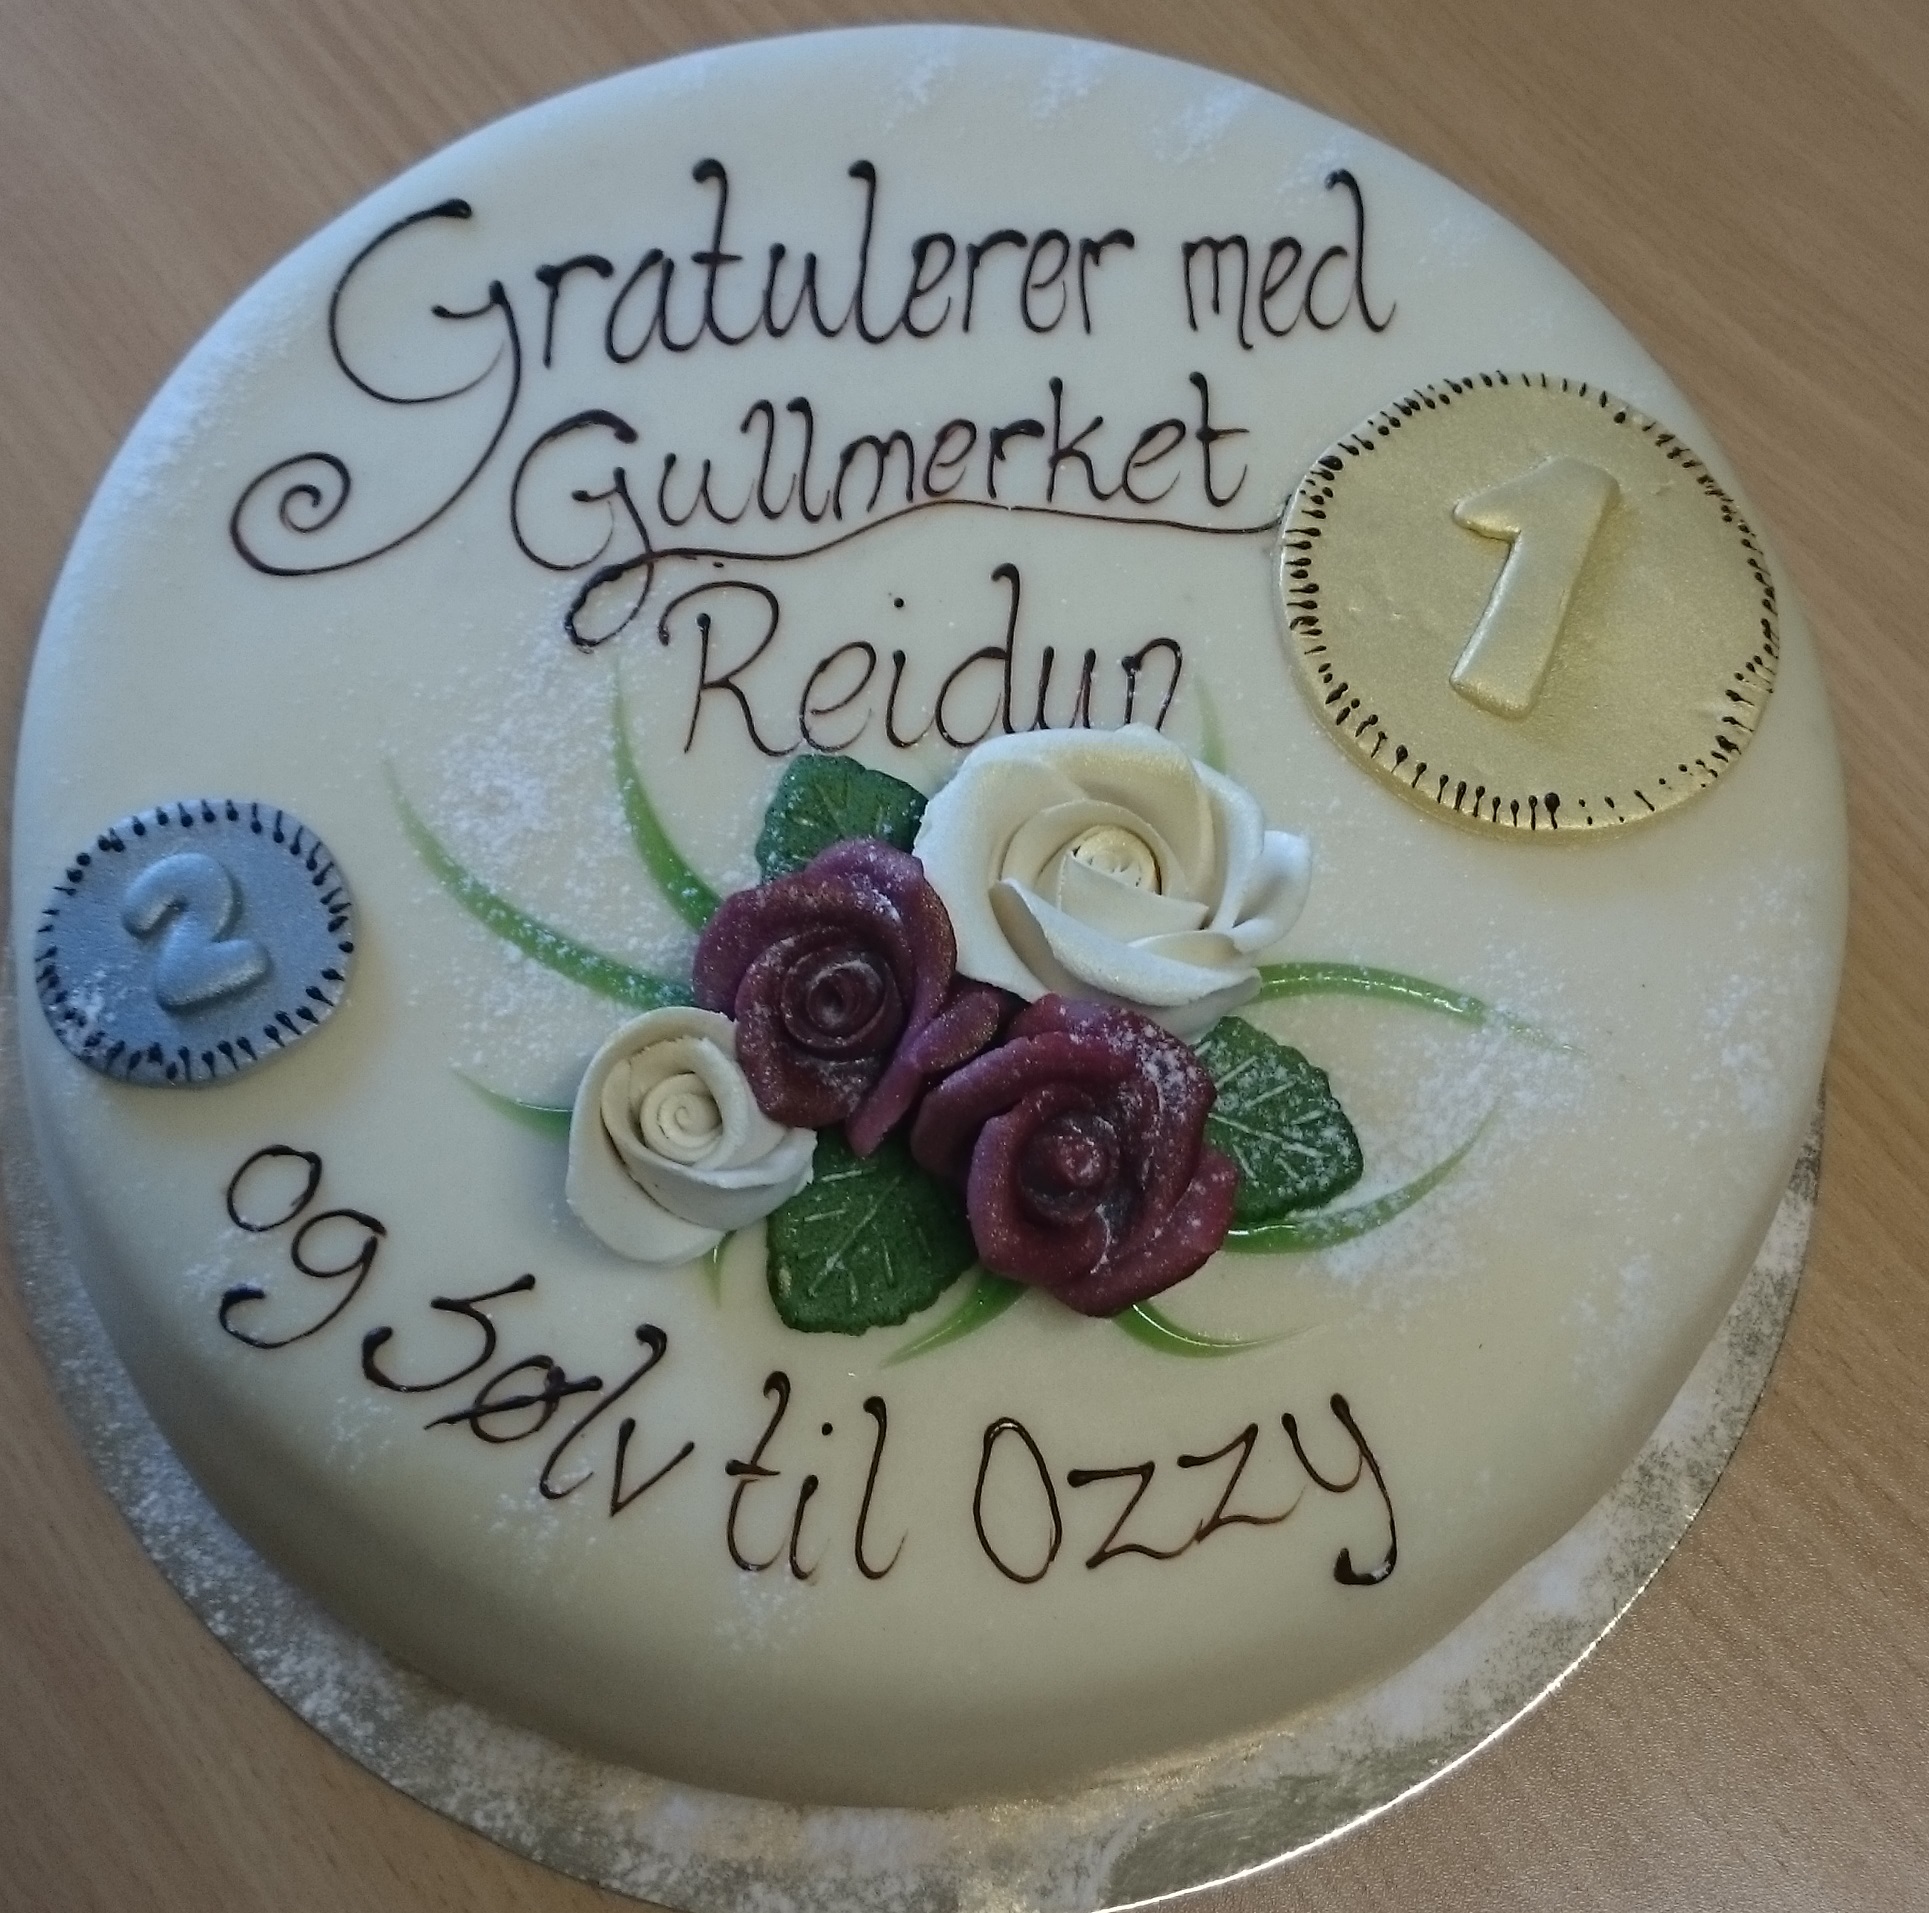 Gratulerer med
Gullmerket
Reidun
1
2
og Sølv til Ozzy